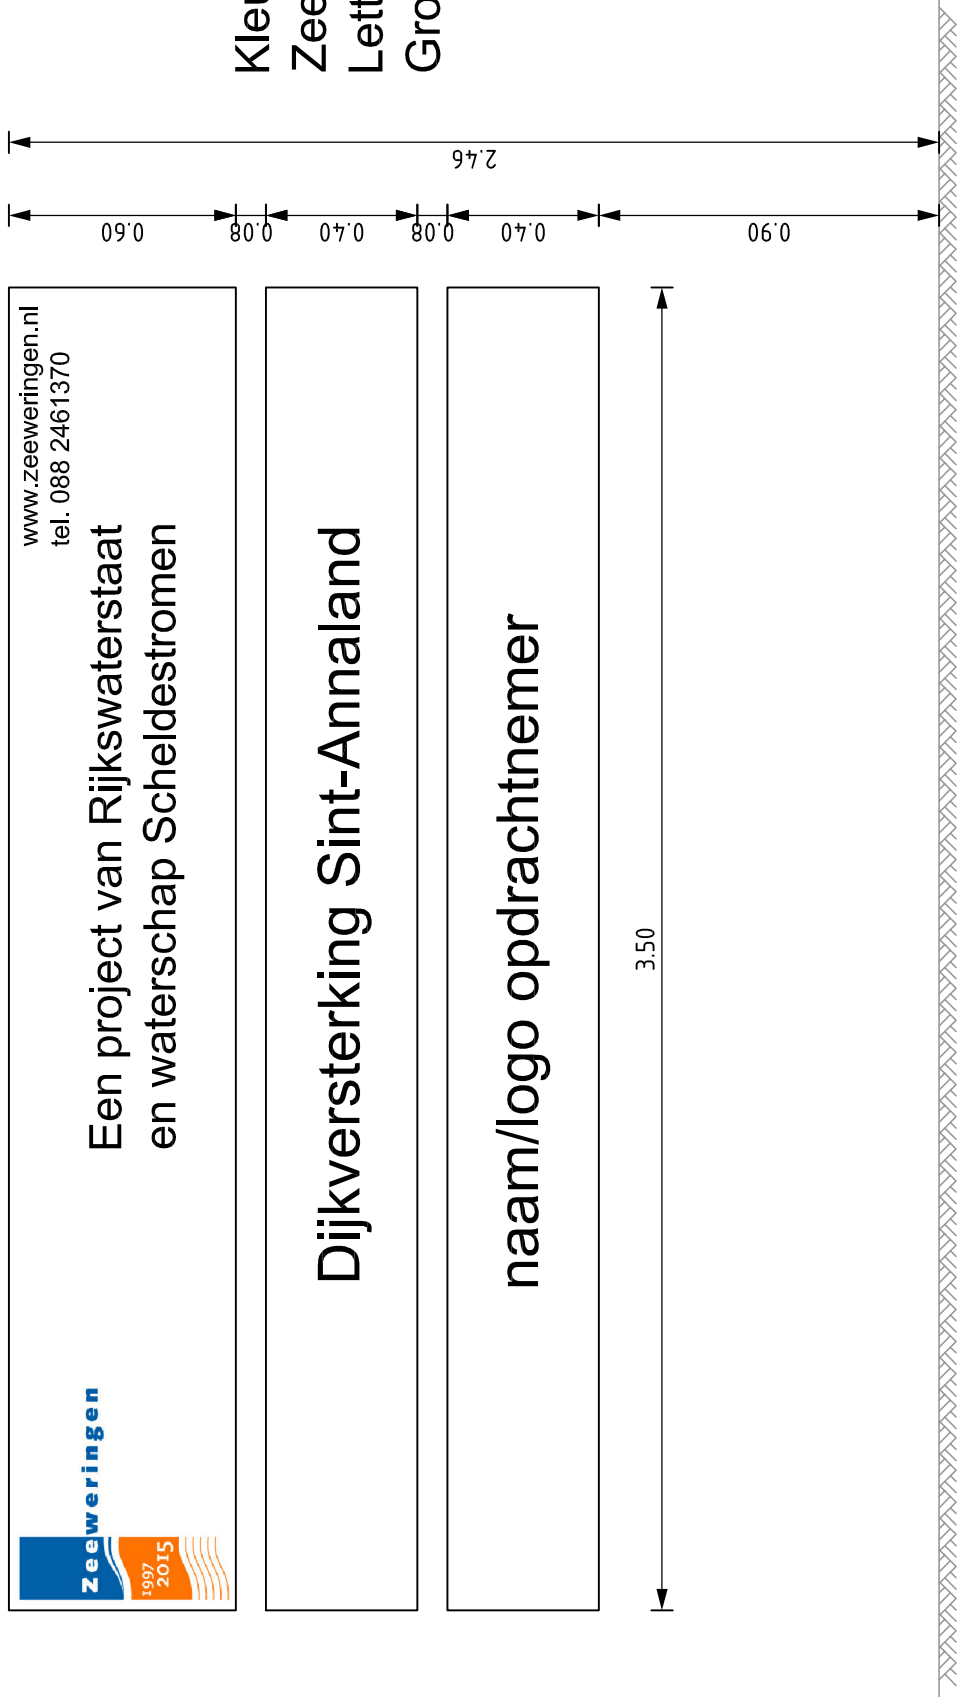 www.zeeweringen.nl
tel. 088 2461370
Een project van Rijkswaterstaat
en waterschap Scheldestromen
Zeeweringen
1997
2015
Dijkversterking Sint-Annaland
naam/logo opdrachtnemer
3.50
0.60
0.08
0.40
0.08
0.40
0.90
2.46